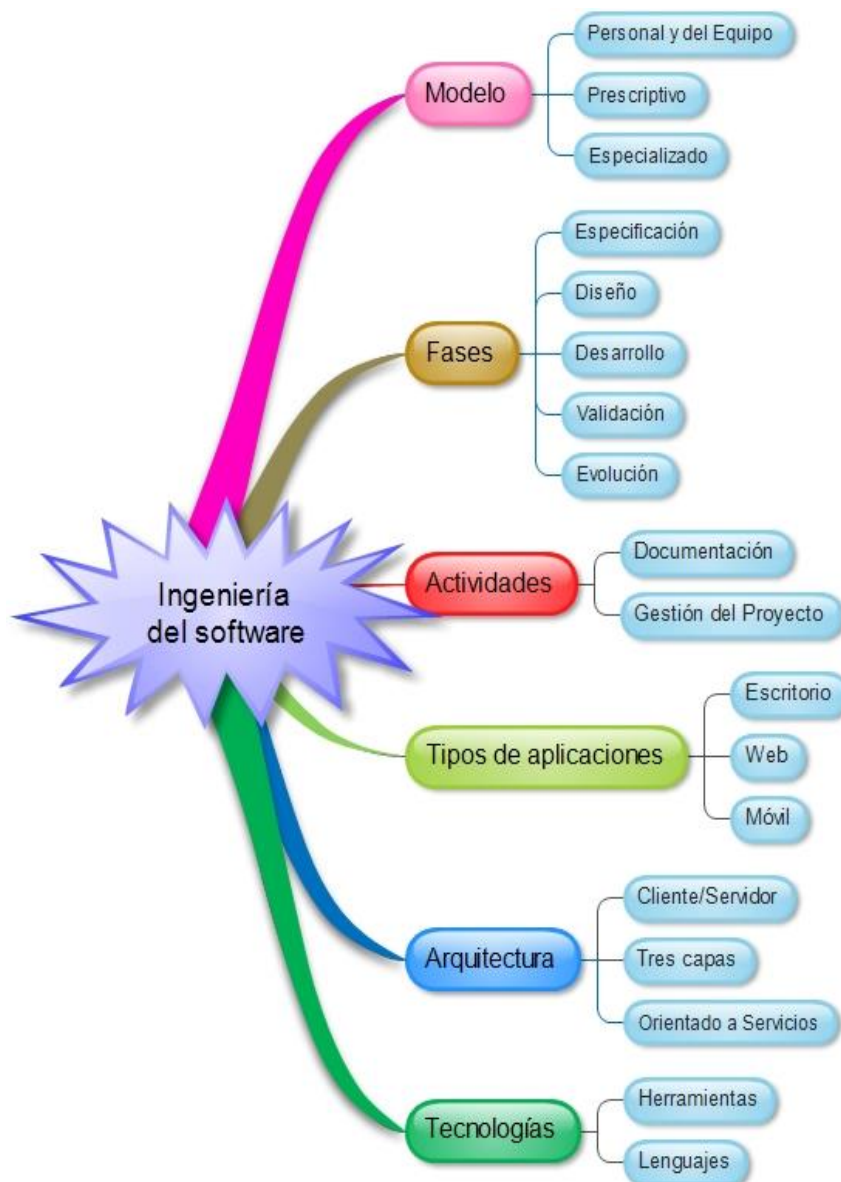 Ingeniería
del software
Modelo
Personal y del Equipo
Prescriptivo
Especializado
Fases
Especificación
Diseño
Desarrollo
Validación
Evolución
Actividades
Documentación
Gestión del Proyecto
Tipos de aplicaciones
Escritorio
Web
Móvil
Arquitectura
Cliente/Servidor
Tres capas
Orientado a Servicios
Tecnologías
Herramientas
Lenguajes